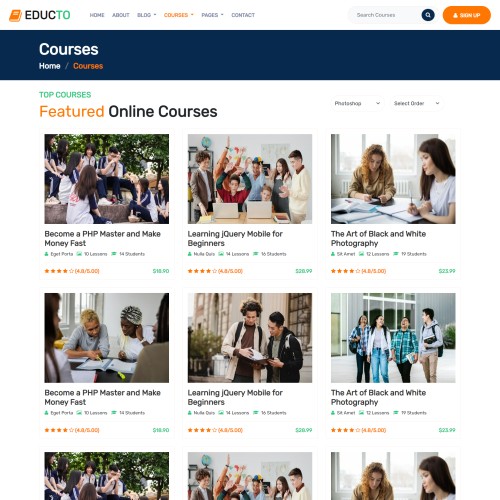 EDUCTO
HOME ABOUT BLOG COURSES PAGES CONTACT
Search Courses
SIGN UP
Courses
Home / Courses
TOP COURSES
Featured Online Courses
Photoshop
Select Order
Become a PHP Master and Make Money Fast
Eget Porta 10 Lessons 14 Students
(4.8/5.00) $18.90
Learning jQuery Mobile for Beginners
Nulla Duis 14 Lessons 16 Students
(4.8/5.00) $28.99
The Art of Black and White Photography
Sit Amet 12 Lessons 19 Students
(4.8/5.00) $23.99
Become a PHP Master and Make Money Fast
Eget Porta 10 Lessons 14 Students
(4.8/5.00) $18.90
Learning jQuery Mobile for Beginners
Nulla Duis 14 Lessons 16 Students
(4.8/5.00) $28.99
The Art of Black and White Photography
Sit Amet 12 Lessons 19 Students
(4.8/5.00) $23.99